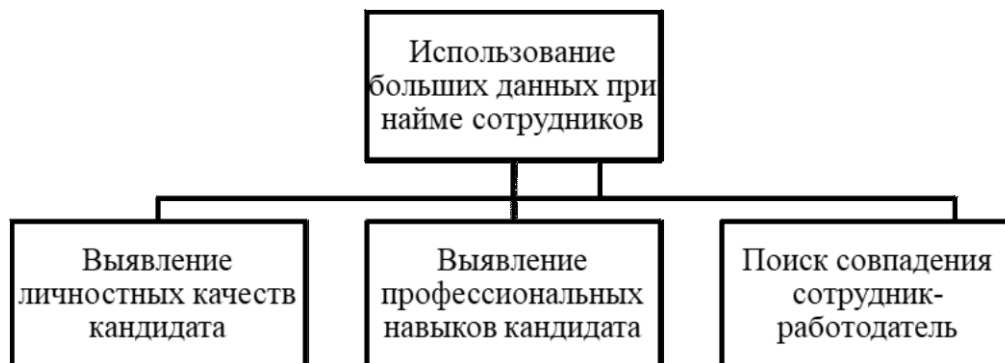 Использование
больших данных при
найме сотрудников
Выявление
личностных качеств
кандидата
Выявление
профессиональных
навыков кандидата
Поиск совпадения
сотрудник-
работодатель